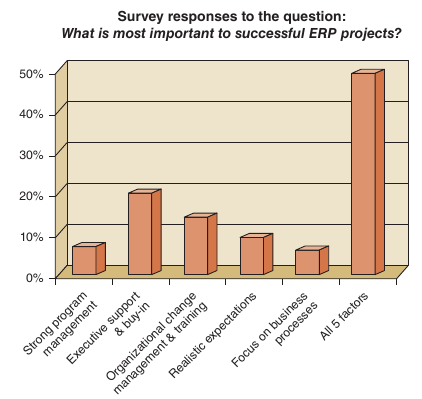 Survey responses to the question:
What is most important to successful ERP projects?
50%
40%
30%
20%
10%
0%
Strong program
management
Executive support
& buy-in
Organizational change
management & training
Realistic expectations
Focus on business
processes
All 5 factors